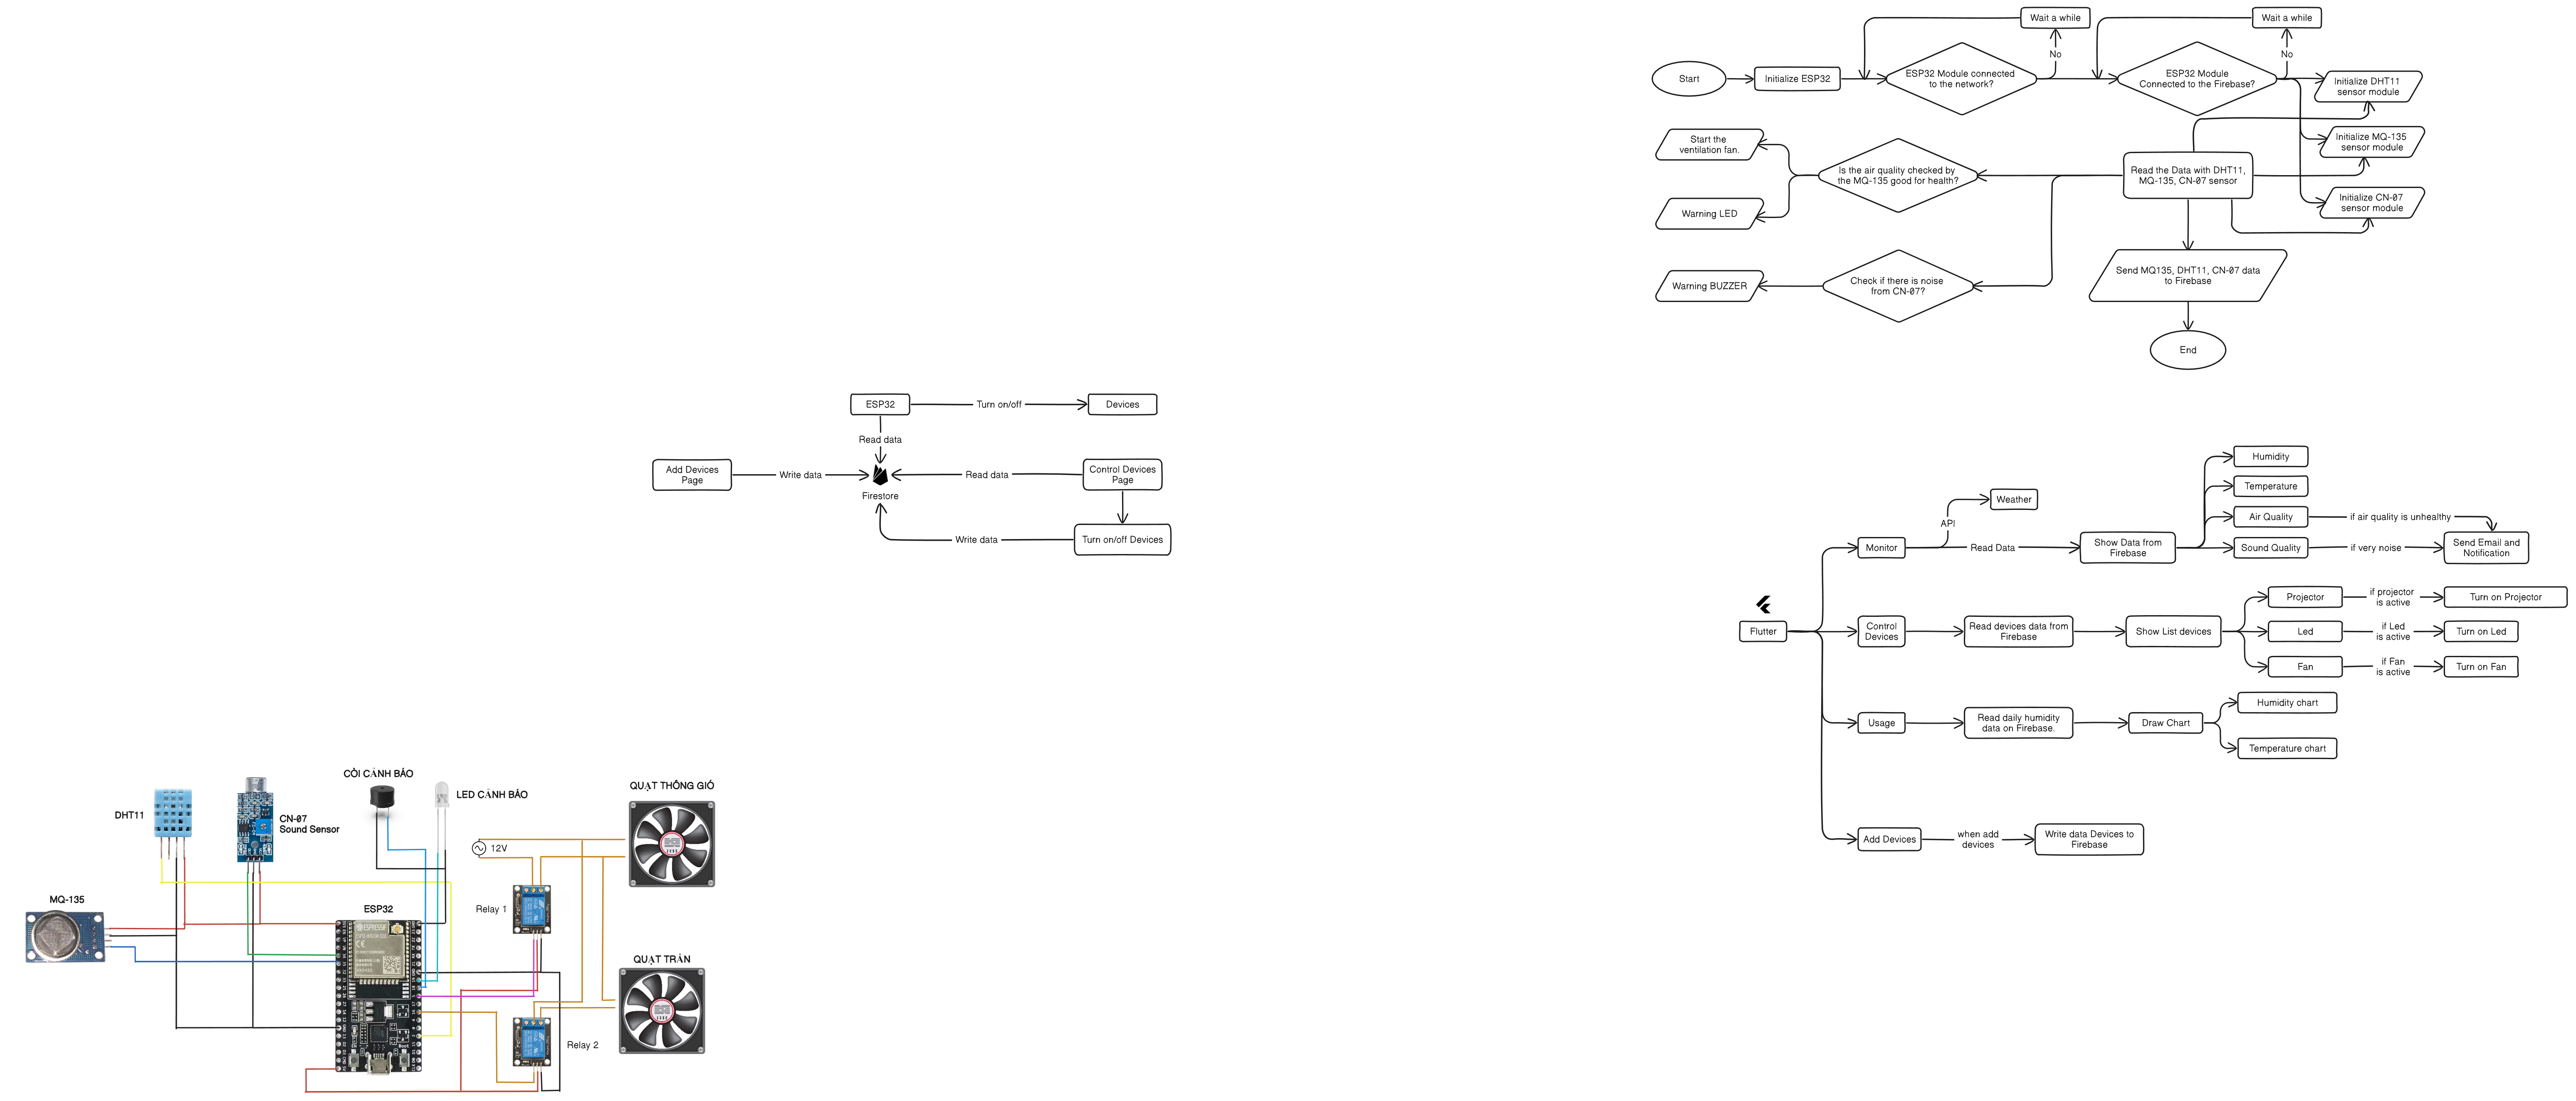 Wait a while
Wait a while
No
No
Start
Initialize ESP32
ESP32 Module connected
to the network?
ESP32 Module
Connected to the Firebase?
Initialize DHT11
sensor module
Start the
ventilation fan.
Initialize MQ-135
sensor module
Is the air quality checked by
the MQ-135 good for health?
Read the Data with DHT11,
MQ-135, CN-07 sensor
Warning LED
Initialize CN-07
sensor module
Warning BUZZER
Check if there is noise
from CN-07?
Send MQ135, DHT11, CN-07 data
to Firebase
End
ESP32
Turn on/off
Devices
Read data
Add Devices
Page
Write data
Firestore
Read data
Control Devices
Page
Write data
Turn on/off Devices
Humidity
Temperature
Weather
API
Air Quality
if air quality is unhealthy
Monitor
Read Data
Show Data from
Firebase
Sound Quality
if very noise
Send Email and
Notification
Flutter
Control
Devices
Read devices data from
Firebase
Show List devices
Projector
if projector
is active
Turn on Projector
Led
if Led
is active
Turn on Led
Fan
if Fan
is active
Turn on Fan
Usage
Read daily humidity
data on Firebase.
Draw Chart
Humidity chart
Temperature chart
Add Devices
when add
devices
Write data Devices to
Firebase
CÒI CẢNH BÁO
LED CẢNH BÁO
QUẠT THÔNG GIÓ
DHT11
CN-07
Sound Sensor
12V
MQ-135
ESP32
Relay 1
ESPRESSIF
QUẠT TRẦN
Relay 2
Boot